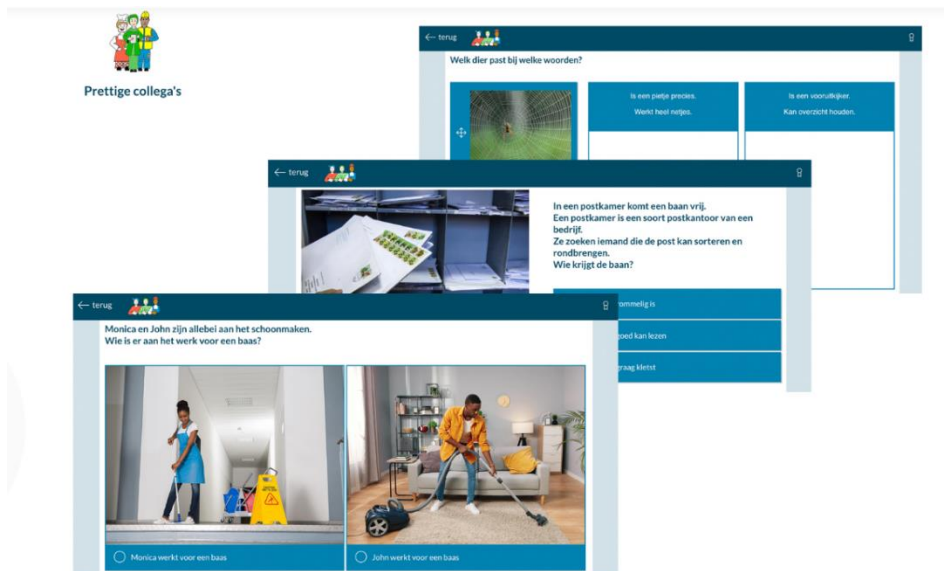 Prettige collega's
← terug
Welk dier past bij welke woorden?
Is een pietje precies.
Werkt heel netjes.
Is een vooruitkijker.
Kan overzicht houden.
← terug
In een postkamer komt een baan vrij.
Een postkamer is een soort postkantoor van een
bedrijf.
Ze zoeken iemand die de post kan sorteren en
rondbrengen.
Wie krijgt de baan?
rommelig is
goed kan lezen
graag kletst
← terug
Monica en John zijn allebei aan het schoonmaken.
Wie is er aan het werk voor een baas?
Monica werkt voor een baas
John werkt voor een baas